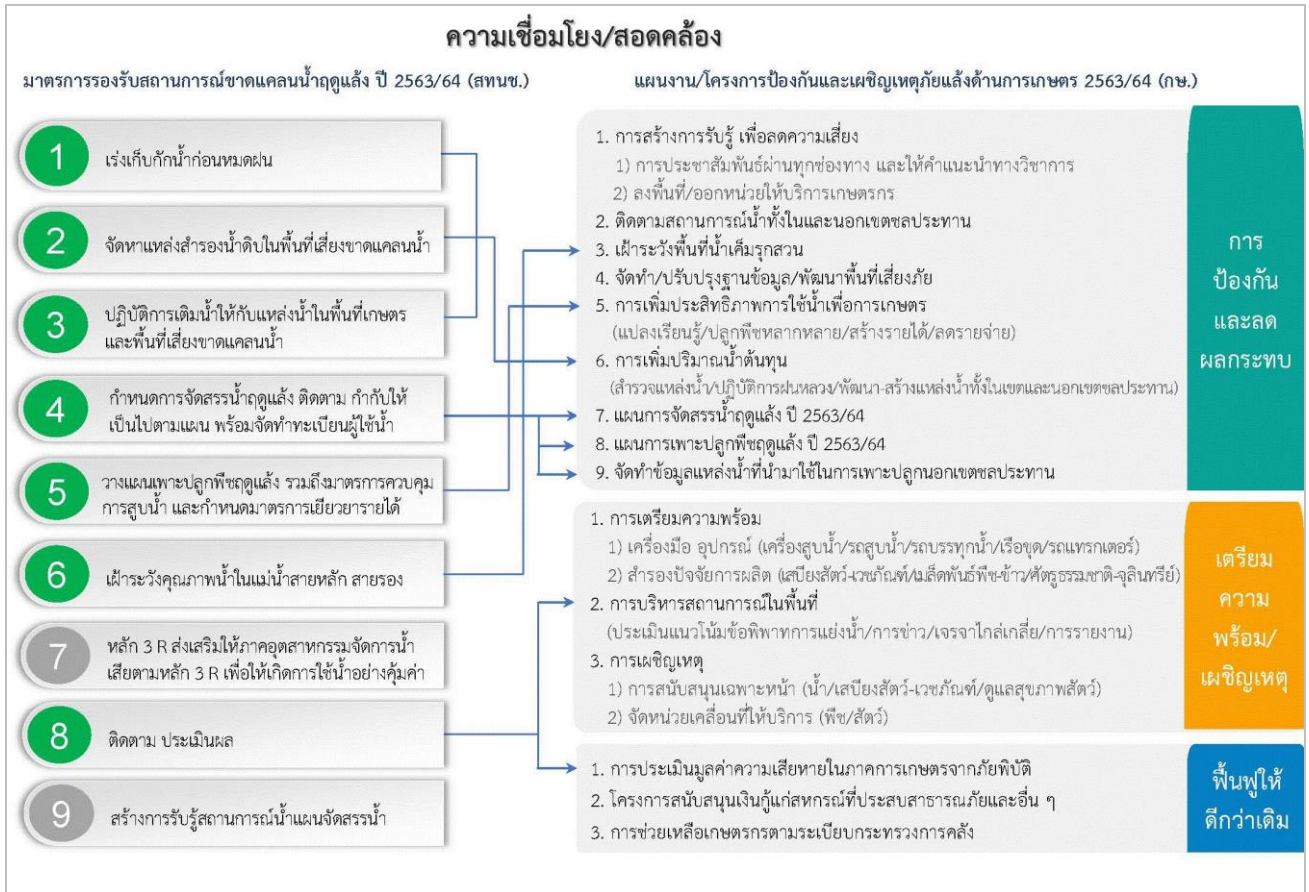 ความเชื่อมโยง/สอดคล้อง
มาตรการรองรับสถานการณ์ขาดแคลนน้ำฤดูแล้ง ปี 2563/64 (สทนช.)
1
เร่งเก็บกักน้ำก่อนหมดฝน
2
จัดหาแหล่งสำรองน้ำดิบในพื้นที่เสี่ยงขาดแคลนน้ำ
3
ปฏิบัติการเติมน้ำให้กับแหล่งน้ำในพื้นที่เกษตร
และพื้นที่เสี่ยงขาดแคลนน้ำ
4
กำหนดการจัดสรรน้ำฤดูแล้ง ติดตาม กำกับให้
เป็นไปตามแผน พร้อมจัดทำทะเบียนผู้ใช้น้ำ
5
วางแผนเพาะปลูกพืชฤดูแล้ง รวมถึงมาตรการควบคุม
การสูบน้ำ และกำหนดมาตรการเยียวยารายได้
6
เฝ้าระวังคุณภาพน้ำในแม่น้ำสายหลัก สายรอง
7
หลัก 3 R ส่งเสริมให้ภาคอุตสาหกรรมจัดการน้ำ
เสียตามหลัก 3 R เพื่อให้เกิดการใช้น้ำอย่างคุ้มค่า
8
ติดตาม ประเมินผล
9
สร้างการรับรู้สถานการณ์น้ำแผนจัดสรรน้ำ
แผนงาน/โครงการป้องกันและเผชิญเหตุภัยแล้งด้านการเกษตร 2563/64 (กษ.)
1. การสร้างการรับรู้ เพื่อลดความเสี่ยง
1) การประชาสัมพันธ์ผ่านทุกช่องทาง และให้คำแนะนำทางวิชาการ
2) ลงพื้นที่/ออกหน่วยให้บริการเกษตรกร
2. ติดตามสถานการณ์น้ำทั้งในและนอกเขตชลประทาน
3. เฝ้าระวังพื้นที่น้ำเค็มรุกสวน
4. จัดทำ/ปรับปรุงฐานข้อมูล/พัฒนาพื้นที่เสี่ยงภัย
5. การเพิ่มประสิทธิภาพการใช้น้ำเพื่อการเกษตร
(แปลงเรียนรู้/ปลูกพืชหลากหลาย/สร้างรายได้/ลดรายจ่าย)
6. การเพิ่มปริมาณน้ำต้นทุน
(สำรวจแหล่งน้ำ/ปฏิบัติการฝนหลวง/พัฒนา-สร้างแหล่งน้ำทั้งในเขตและนอกเขตชลประทาน)
7. แผนการจัดสรรน้ำฤดูแล้ง ปี 2563/64
8. แผนการเพาะปลูกพืชฤดูแล้ง ปี 2563/64
9. จัดทำข้อมูลแหล่งน้ำที่นำมาใช้ในการเพาะปลูกนอกเขตชลประทาน
การ
ป้องกัน
และลด
ผลกระทบ
1. การเตรียมความพร้อม
1) เครื่องมือ อุปกรณ์ (เครื่องสูบน้ำ/รถสูบน้ำ/รถบรรทุกน้ำ/เรือขุด/รถแทรกเตอร์)
2) สำรองปัจจัยการผลิต (เสบียงสัตว์-เวชภัณฑ์/เมล็ดพันธุ์พืช-ข้าว/ศัตรูธรรมชาติ-จุลินทรีย์)
2. การบริหารสถานการณ์ในพื้นที่
(ประเมินแนวโน้มข้อพิพาทการแย่งน้ำ/การข่าว/เจรจาไกล่เกลี่ย/การรายงาน)
3. การเผชิญเหตุ
1) การสนับสนุนเฉพาะหน้า (น้ำ/เสบียงสัตว์-เวชภัณฑ์/ดูแลสุขภาพสัตว์)
2) จัดหน่วยเคลื่อนที่ให้บริการ (พืช/สัตว์)
เตรียม
ความ
พร้อม/
เผชิญเหตุ
1. การประเมินมูลค่าความเสียหายในภาคการเกษตรจากภัยพิบัติ
2. โครงการสนับสนุนเงินกู้แก่สหกรณ์ที่ประสบสาธารณภัยและอื่น ๆ
3. การช่วยเหลือเกษตรกรตามระเบียบกระทรวงการคลัง
ฟื้นฟูให้
ดีกว่าเดิม